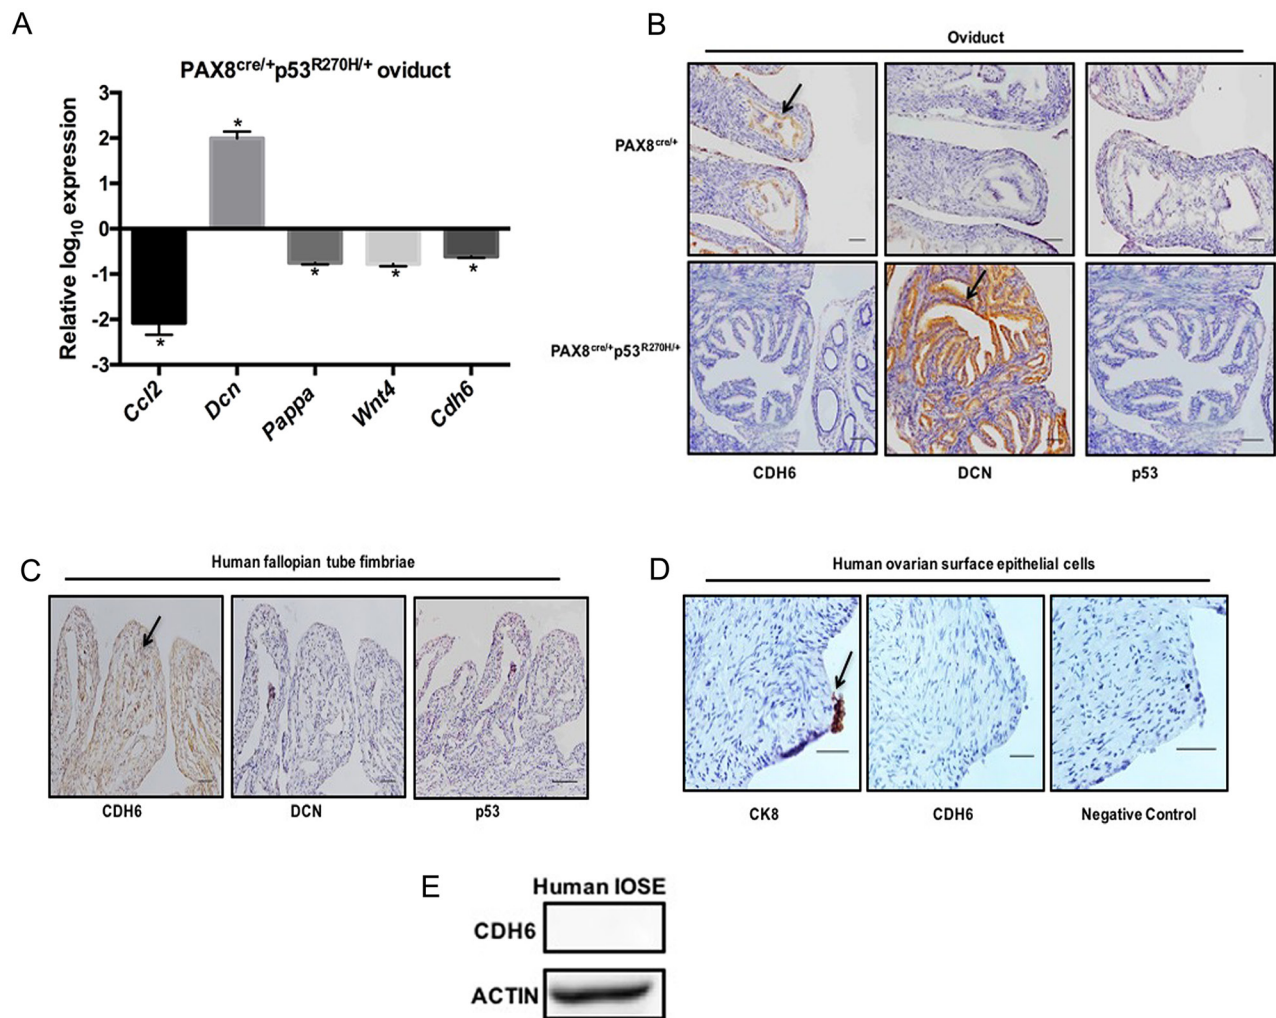 A
PAX8cre/+p53R270H/+ oviduct
Relative log10 expression
3
2
1
0
-1
-2
-3
*
*
*
*
*
Ccl2
Dcn
Pappa
Wnt4
Cdh6
B
Oviduct
PAX8cre/+
PAX8cre/+p53R270H/+
CDH6
DCN
p53
C
Human fallopian tube fimbriae
CDH6
DCN
p53
D
Human ovarian surface epithelial cells
CK8
CDH6
Negative Control
E
Human IOSE
CDH6
ACTIN